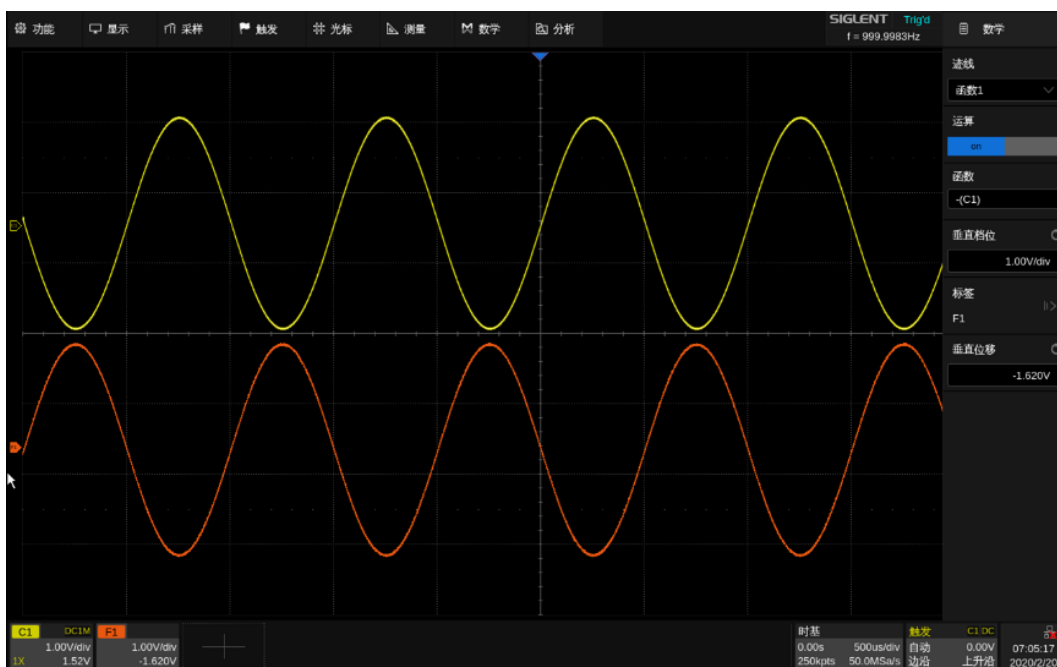 功能 显示 采样 触发 光标 测量 数学 分析 SIGLENT Trig'd
f = 999.9983Hz
数学
迹线
函数1
运算
on
函数
-(C1)
垂直档位
1.00V/div
标签
F1
垂直位移
-1.620V
C1 DC1M F1
1.00V/div 1.00V/div
1X 1.52V -1.620V
时基 触发 C1 DC
0.00s 500us/div 自动 0.00V 07:05:17
250kpts 50.0MSa/s 边沿 上升沿 2020/2/20